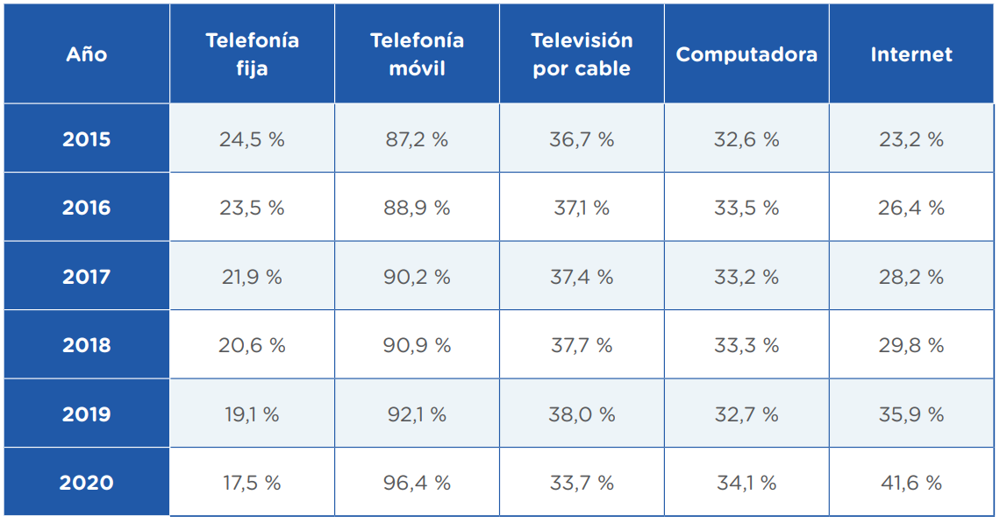 Año Telefonía fija Telefonía móvil Televisión por cable Computadora Internet
2015 24,5 % 87,2 % 36,7 % 32,6 % 23,2 %
2016 23,5 % 88,9 % 37,1 % 33,5 % 26,4 %
2017 21,9 % 90,2 % 37,4 % 33,2 % 28,2 %
2018 20,6 % 90,9 % 37,7 % 33,3 % 29,8 %
2019 19,1 % 92,1 % 38,0 % 32,7 % 35,9 %
2020 17,5 % 96,4 % 33,7 % 34,1 % 41,6 %